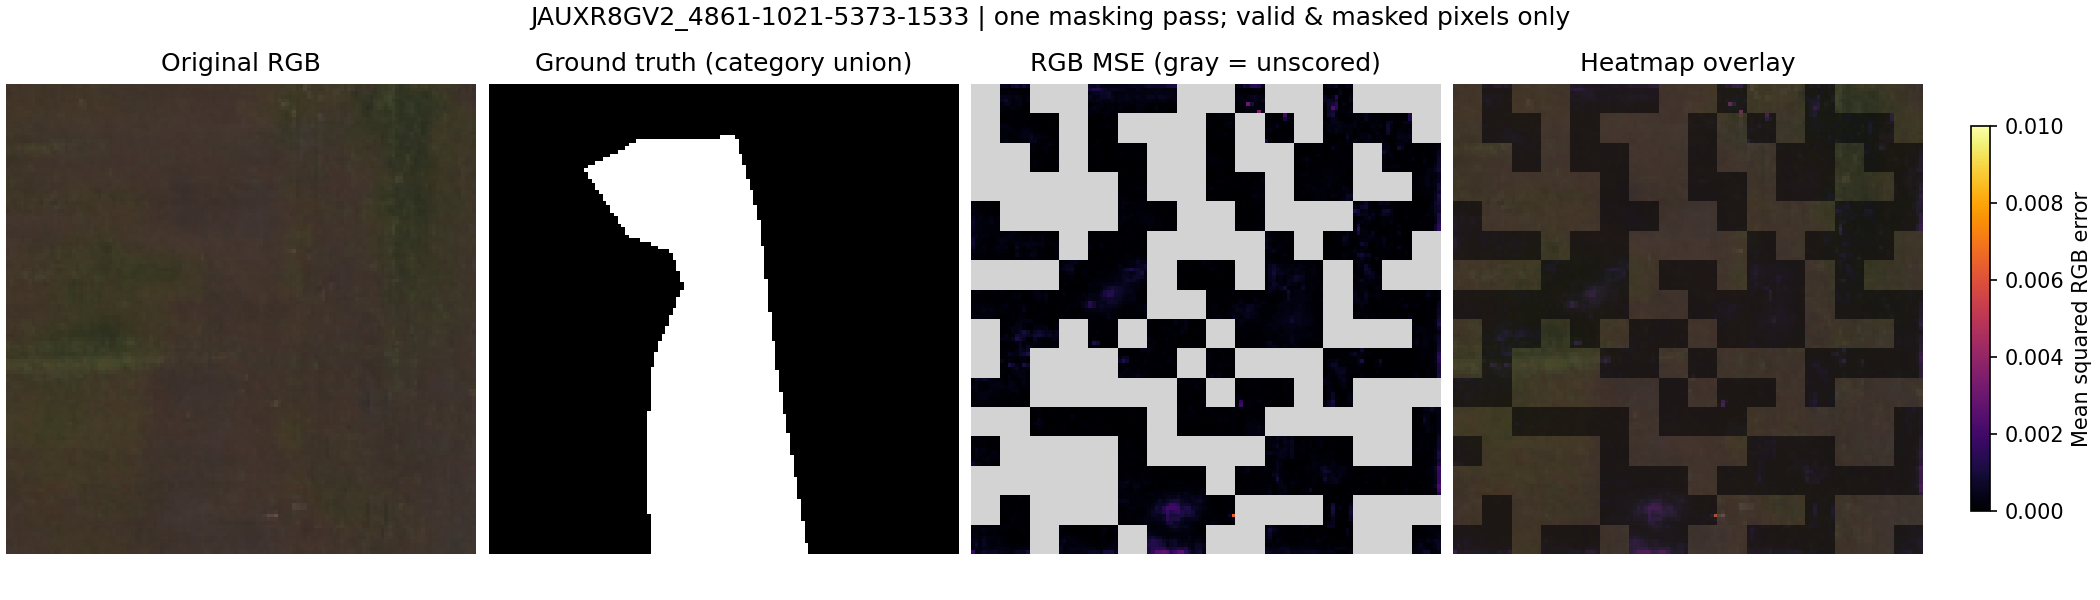 JAUXR8GV2_4861-1021-5373-1533 | one masking pass; valid & masked pixels only
Original RGB
Ground truth (category union)
RGB MSE (gray = unscored)
Heatmap overlay
0.010
0.008
0.006
0.004
0.002
0.000
Mean squared RGB error